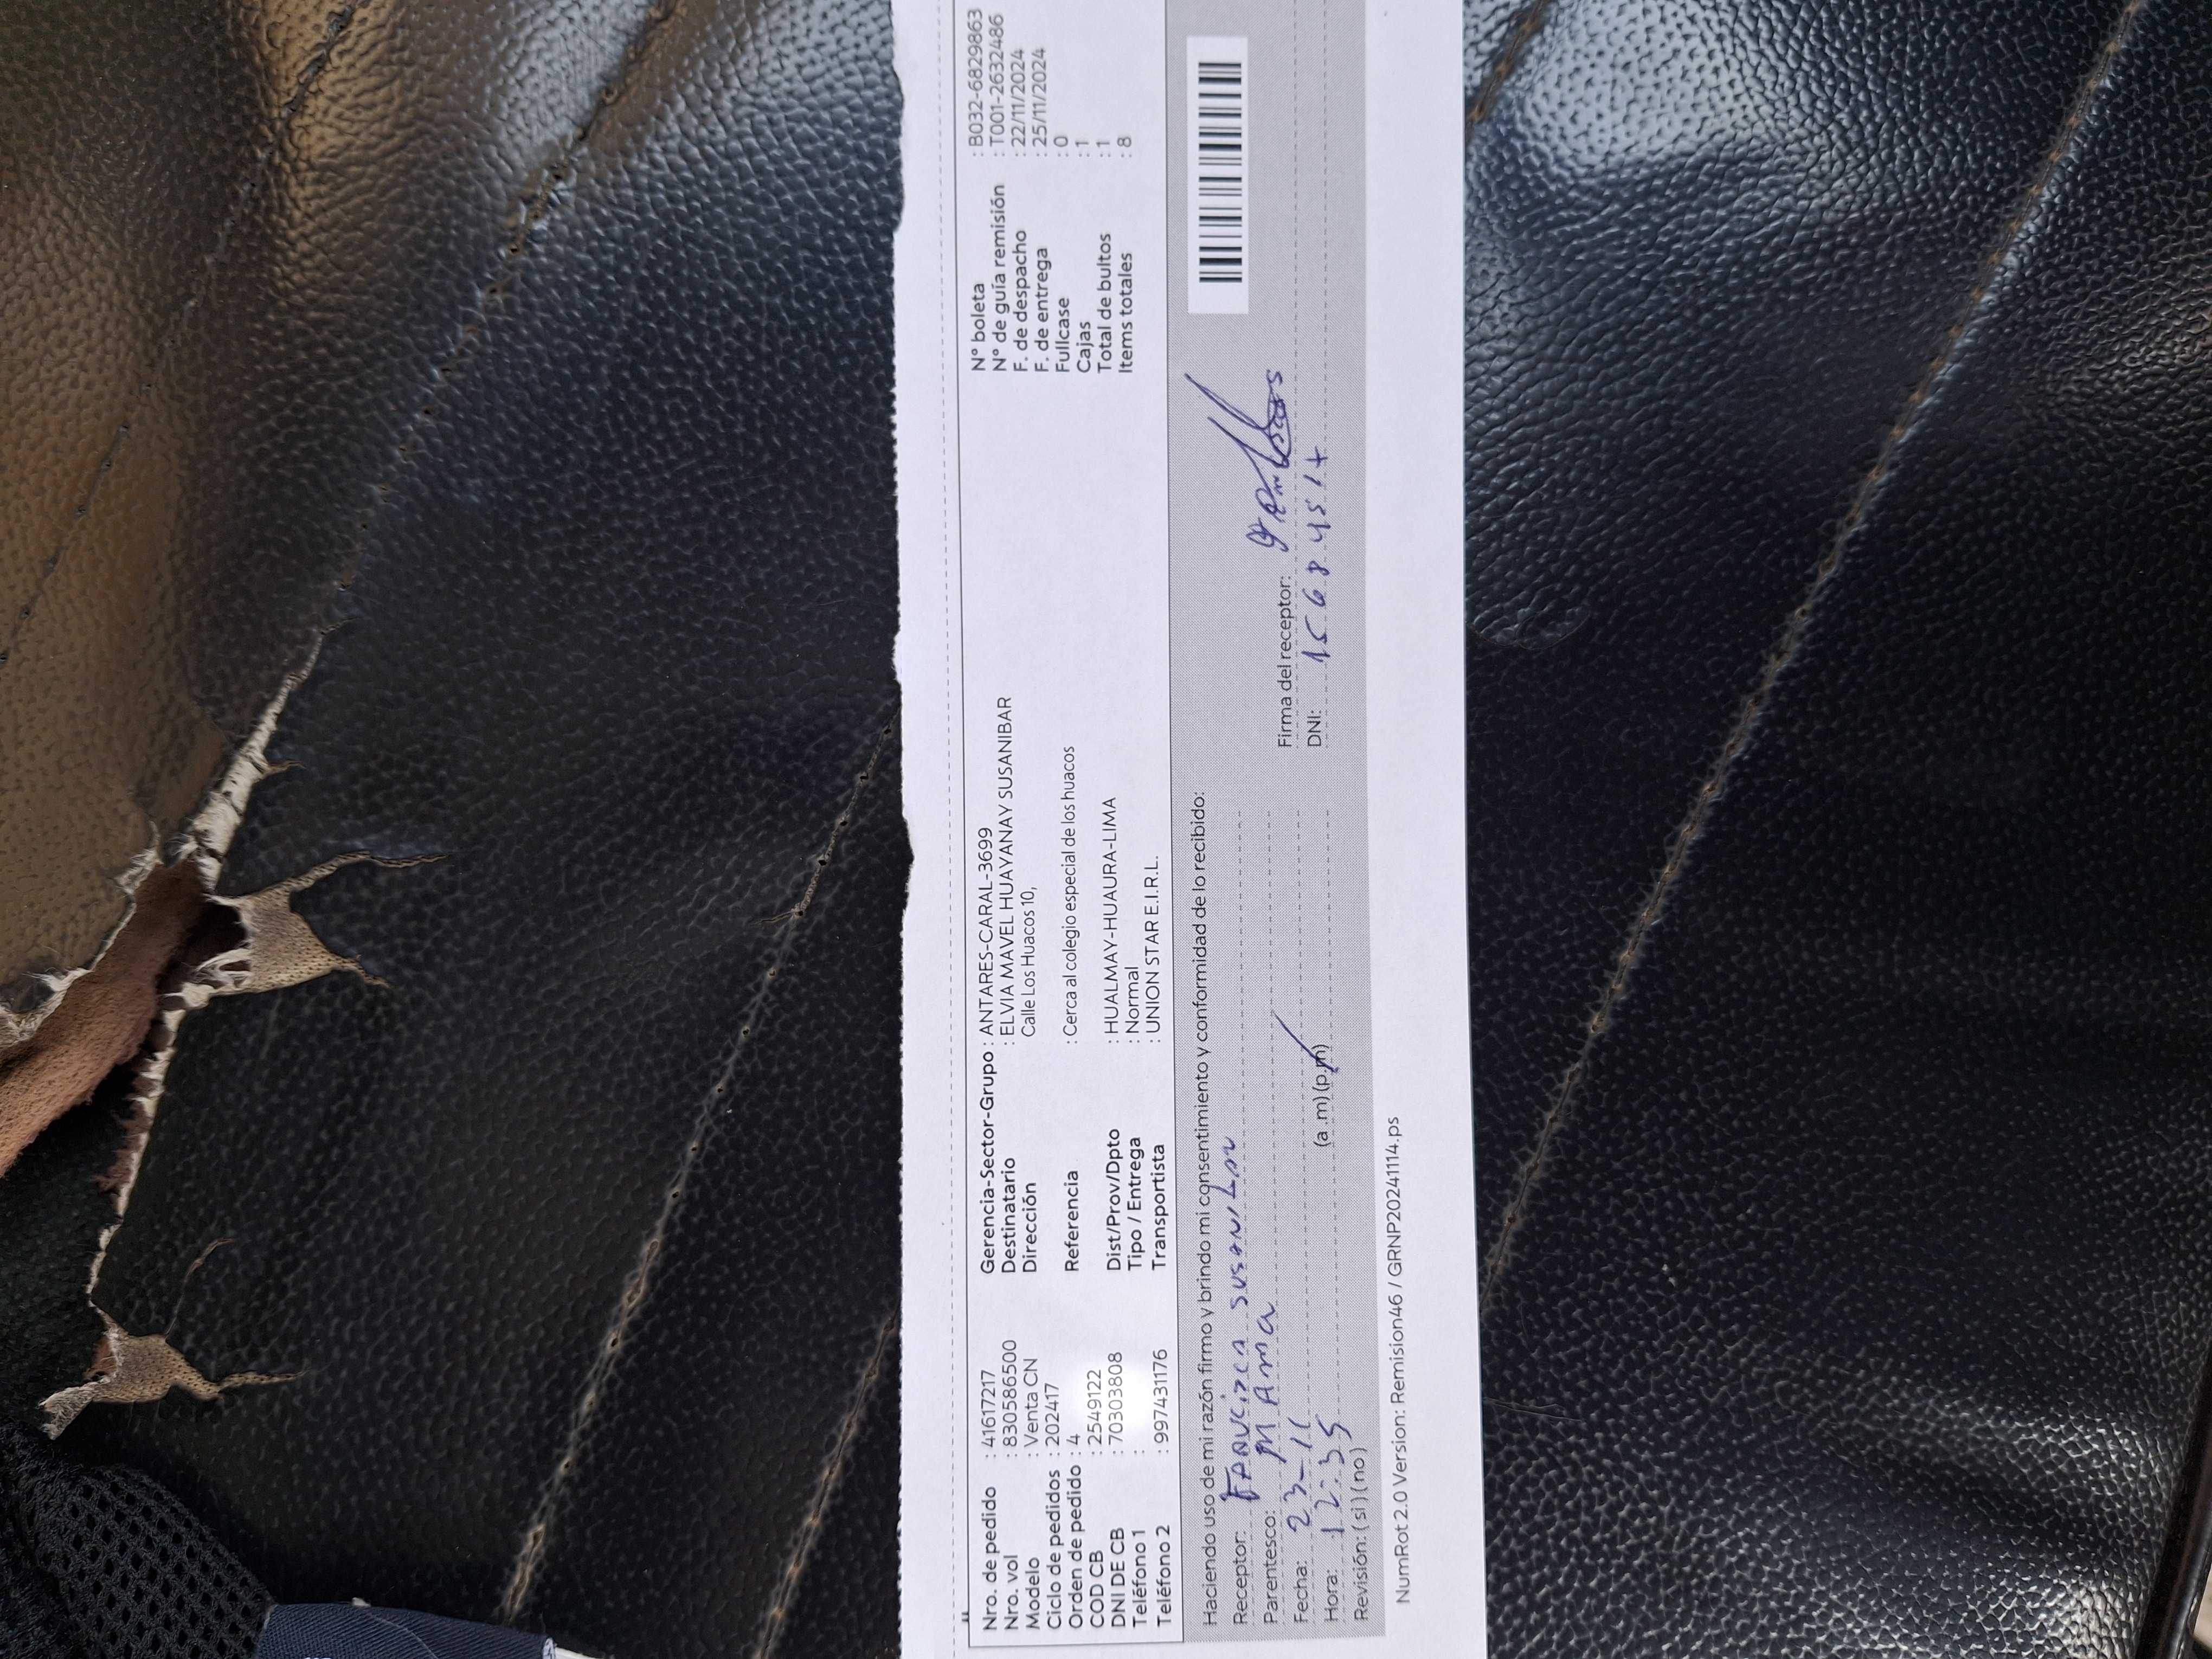 Nro. de pedido : 41617217 Gerencia-Sector-Grupo : ANTARES-CARAL-3699 N° boleta : B032-6829863
Nro. vol : 830586500 Destinatario : ELVIA MAVEL HUAYANAY SUSANIBAR N° de guía remisión : T001-2632486
Modelo : Venta CN Dirección Calle Los Huacos 10, F. de despacho : 22/11/2024
Ciclo de pedidos : 202417 F. de entrega : 25/11/2024
Orden de pedido : 4 Referencia : Cerca al colegio especial de los huacos Fullcase : 0
COD CB : 2549122 Cajas : 1
DNI DE CB : 70303808 Dist/Prov/Dpto : HUALMAY-HUAURA-LIMA Total de bultos : 1
Teléfono 1 : Tipo / Entrega : Normal Items totales : 8
Teléfono 2 : 997431176 Transportista : UNION STAR E.I.R.L.
Haciendo uso de mi razón firmo y brindo mi consentimiento y conformidad de lo recibido:
Receptor:
Parentesco: MAMA Firma del receptor:
Fecha: 23-11 DNI:
Hora: 12:35 (a.m) (p.m)
Revisión: (si) (no)
NumRot 2.0 Version: Remision46 / GRNP20241114.ps